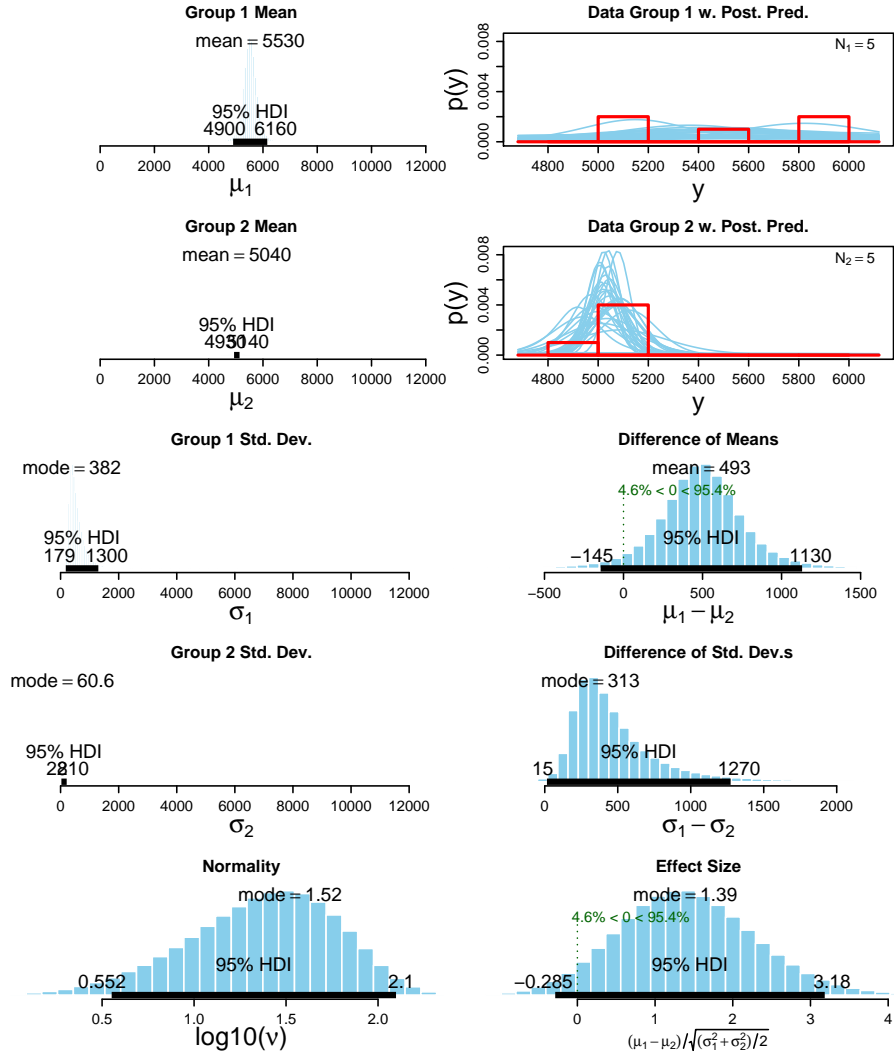 Group 1 Mean
mean = 5530
95% HDI
4900 6160
0 2000 4000 6000 8000 10000 12000
μ1
Data Group 1 w. Post. Pred.
N1 = 5
p(y)
0.000 0.004 0.008
4800 5000 5200 5400 5600 5800 6000
y
Group 2 Mean
mean = 5040
95% HDI
4930 5140
0 2000 4000 6000 8000 10000 12000
μ2
Data Group 2 w. Post. Pred.
N2 = 5
p(y)
0.000 0.004 0.008
4800 5000 5200 5400 5600 5800 6000
y
Group 1 Std. Dev.
mode = 382
95% HDI
179 1300
0 2000 4000 6000 8000 10000 12000
σ1
Difference of Means
mean = 493
4.6% < 0 < 95.4%
95% HDI
−145 1130
−500 0 500 1000 1500
μ1 − μ2
Group 2 Std. Dev.
mode = 60.6
95% HDI
210
0 2000 4000 6000 8000 10000 12000
σ2
Difference of Std. Dev.s
mode = 313
95% HDI
15 1270
0 500 1000 1500 2000
σ1 − σ2
Normality
mode = 1.52
95% HDI
0.552 2.1
0.5 1.0 1.5 2.0
log10(ν)
Effect Size
mode = 1.39
4.6% < 0 < 95.4%
95% HDI
−0.285 3.18
0 1 2 3 4
(μ1 − μ2)/√(σ1² + σ2²)/2